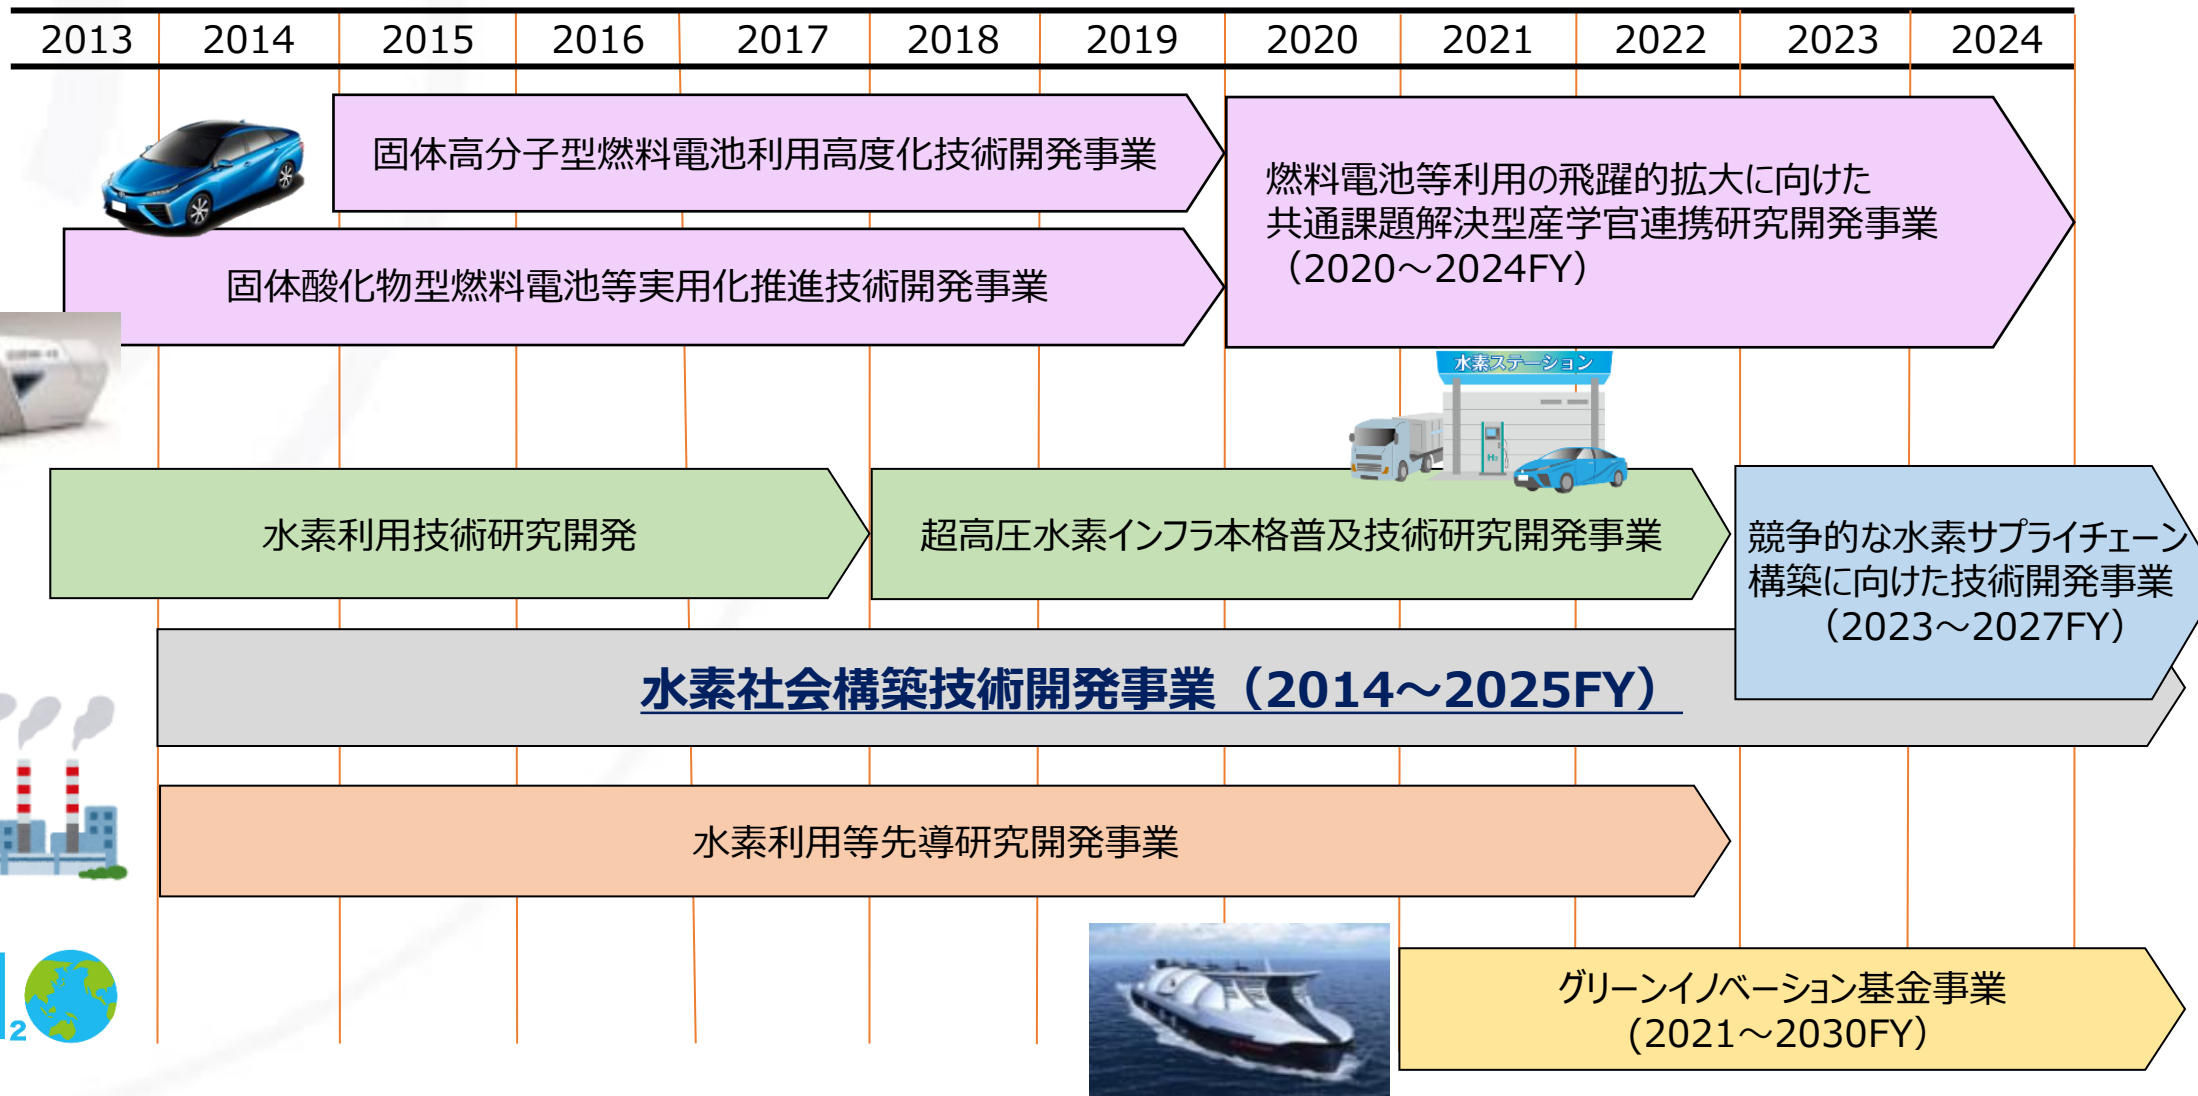 2013 2014 2015 2016 2017 2018 2019 2020 2021 2022 2023 2024
固体高分子型燃料電池利用高度化技術開発事業
燃料電池等利用の飛躍的拡大に向けた
共通課題解決型産学官連携研究開発事業
（2020～2024FY）
固体酸化物型燃料電池等実用化推進技術開発事業
水素ステーション
H₂
水素利用技術研究開発
超高圧水素インフラ本格普及技術研究開発事業
競争的な水素サプライチェーン
構築に向けた技術開発事業
（2023～2027FY）
水素社会構築技術開発事業（2014～2025FY）
水素利用等先導研究開発事業
グリーンイノベーション基金事業
(2021～2030FY）
2